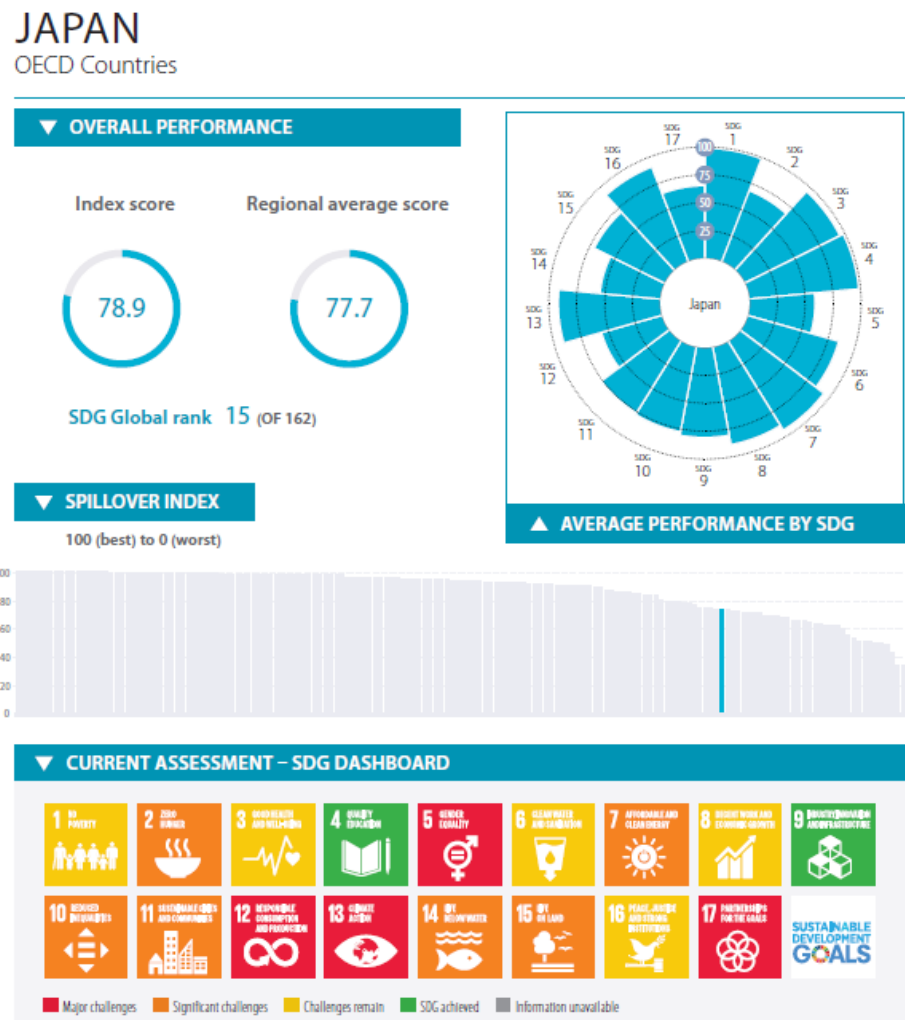 JAPAN
OECD Countries
▼ OVERALL PERFORMANCE
Index score
Regional average score
78.9
77.7
SDG Global rank 15 (OF 162)
SDG 1
SDG 2
SDG 3
SDG 4
SDG 5
SDG 6
SDG 7
SDG 8
SDG 9
SDG 10
SDG 11
SDG 12
SDG 13
SDG 14
SDG 15
SDG 16
SDG 17
100
75
50
25
Japan
▲ AVERAGE PERFORMANCE BY SDG
▼ SPILLOVER INDEX
100 (best) to 0 (worst)
00
80
60
40
20
0
▼ CURRENT ASSESSMENT – SDG DASHBOARD
1 NO
POVERTY
2 ZERO
HUNGER
3 GOOD HEALTH
AND WELL-BEING
4 QUALITY
EDUCATION
5 GENDER
EQUALITY
6 CLEAN WATER
AND SANITATION
7 AFFORDABLE AND
CLEAN ENERGY
8 DECENT WORK AND
ECONOMIC GROWTH
9 INDUSTRY, INNOVATION
AND INFRASTRUCTURE
10 REDUCED
INEQUALITIES
11 SUSTAINABLE CITIES
AND COMMUNITIES
12 RESPONSIBLE
CONSUMPTION
AND PRODUCTION
13 CLIMATE
ACTION
14 LIFE
BELOW WATER
15 LIFE
ON LAND
16 PEACE, JUSTICE
AND STRONG
INSTITUTIONS
17 PARTNERSHIPS
FOR THE GOALS
SUSTAINABLE
DEVELOPMENT
GOALS
Major challenges
Significant challenges
Challenges remain
SDG achieved
Information unavailable